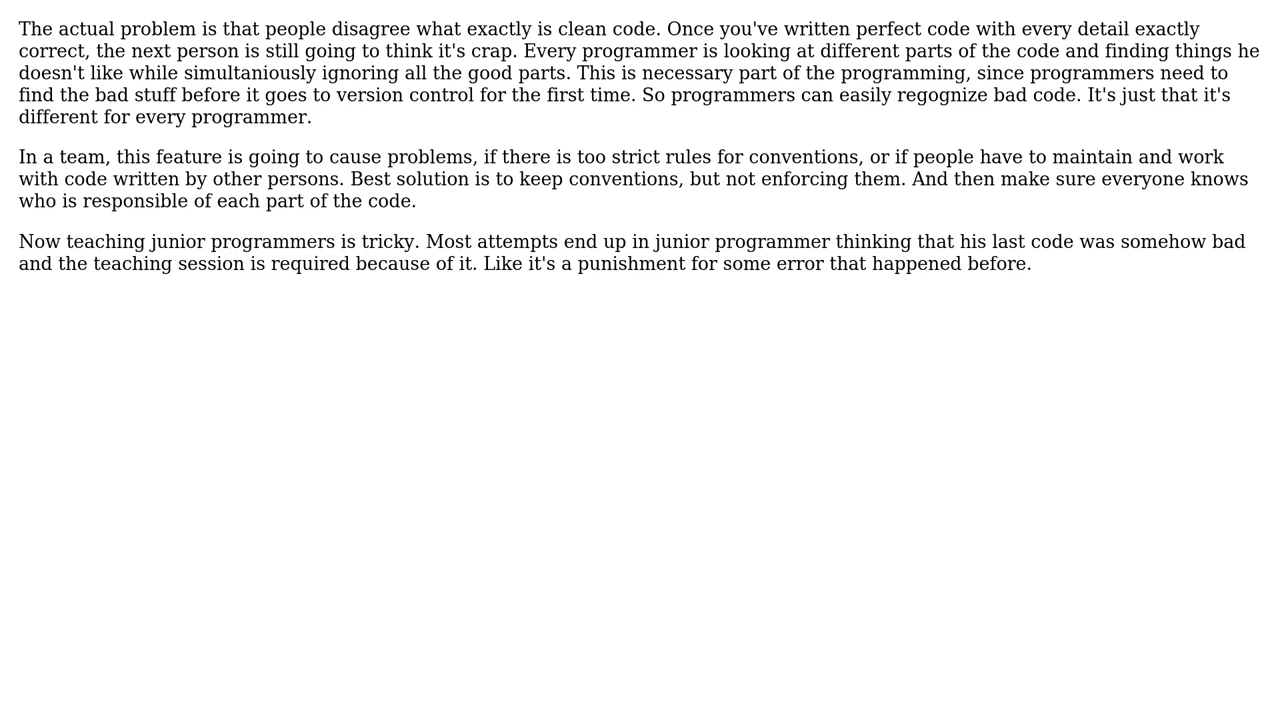 The actual problem is that people disagree what exactly is clean code. Once you've written perfect code with every detail exactly
correct, the next person is still going to think it's crap. Every programmer is looking at different parts of the code and finding things he
doesn't like while simultaniously ignoring all the good parts. This is necessary part of the programming, since programmers need to
find the bad stuff before it goes to version control for the first time. So programmers can easily regognize bad code. It's just that it's
different for every programmer.
In a team, this feature is going to cause problems, if there is too strict rules for conventions, or if people have to maintain and work
with code written by other persons. Best solution is to keep conventions, but not enforcing them. And then make sure everyone knows
who is responsible of each part of the code.
Now teaching junior programmers is tricky. Most attempts end up in junior programmer thinking that his last code was somehow bad
and the teaching session is required because of it. Like it's a punishment for some error that happened before.